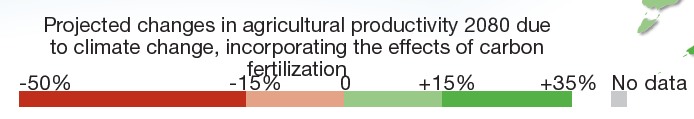 Projected changes in agricultural productivity 2080 due
to climate change, incorporating the effects of carbon
fertilization
-50% -15% 0 +15% +35% No data